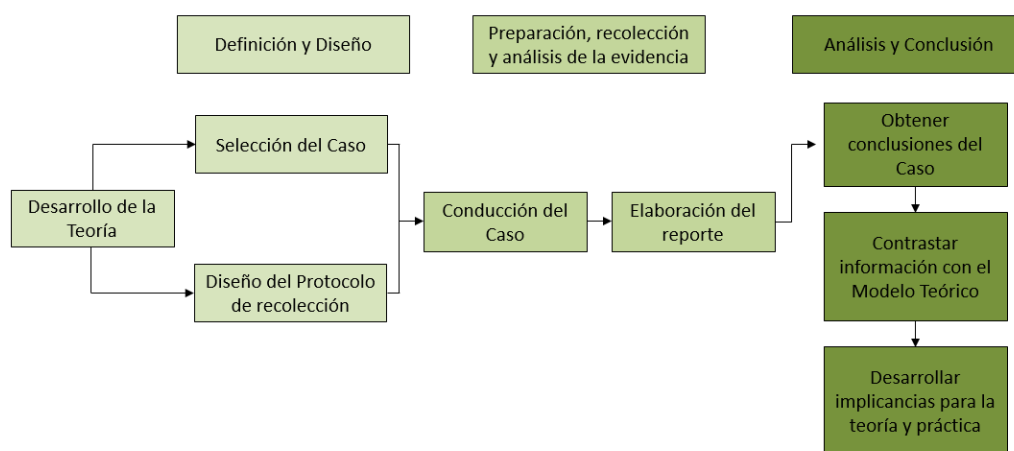 Definición y Diseño
Preparación, recolección
y análisis de la evidencia
Análisis y Conclusión
Desarrollo de la
Teoría
Selección del Caso
Diseño del Protocolo
de recolección
Conducción del
Caso
Elaboración del
reporte
Obtener
conclusiones del
Caso
Contrastar
información con el
Modelo Teórico
Desarrollar
implicancias para la
teoría y práctica